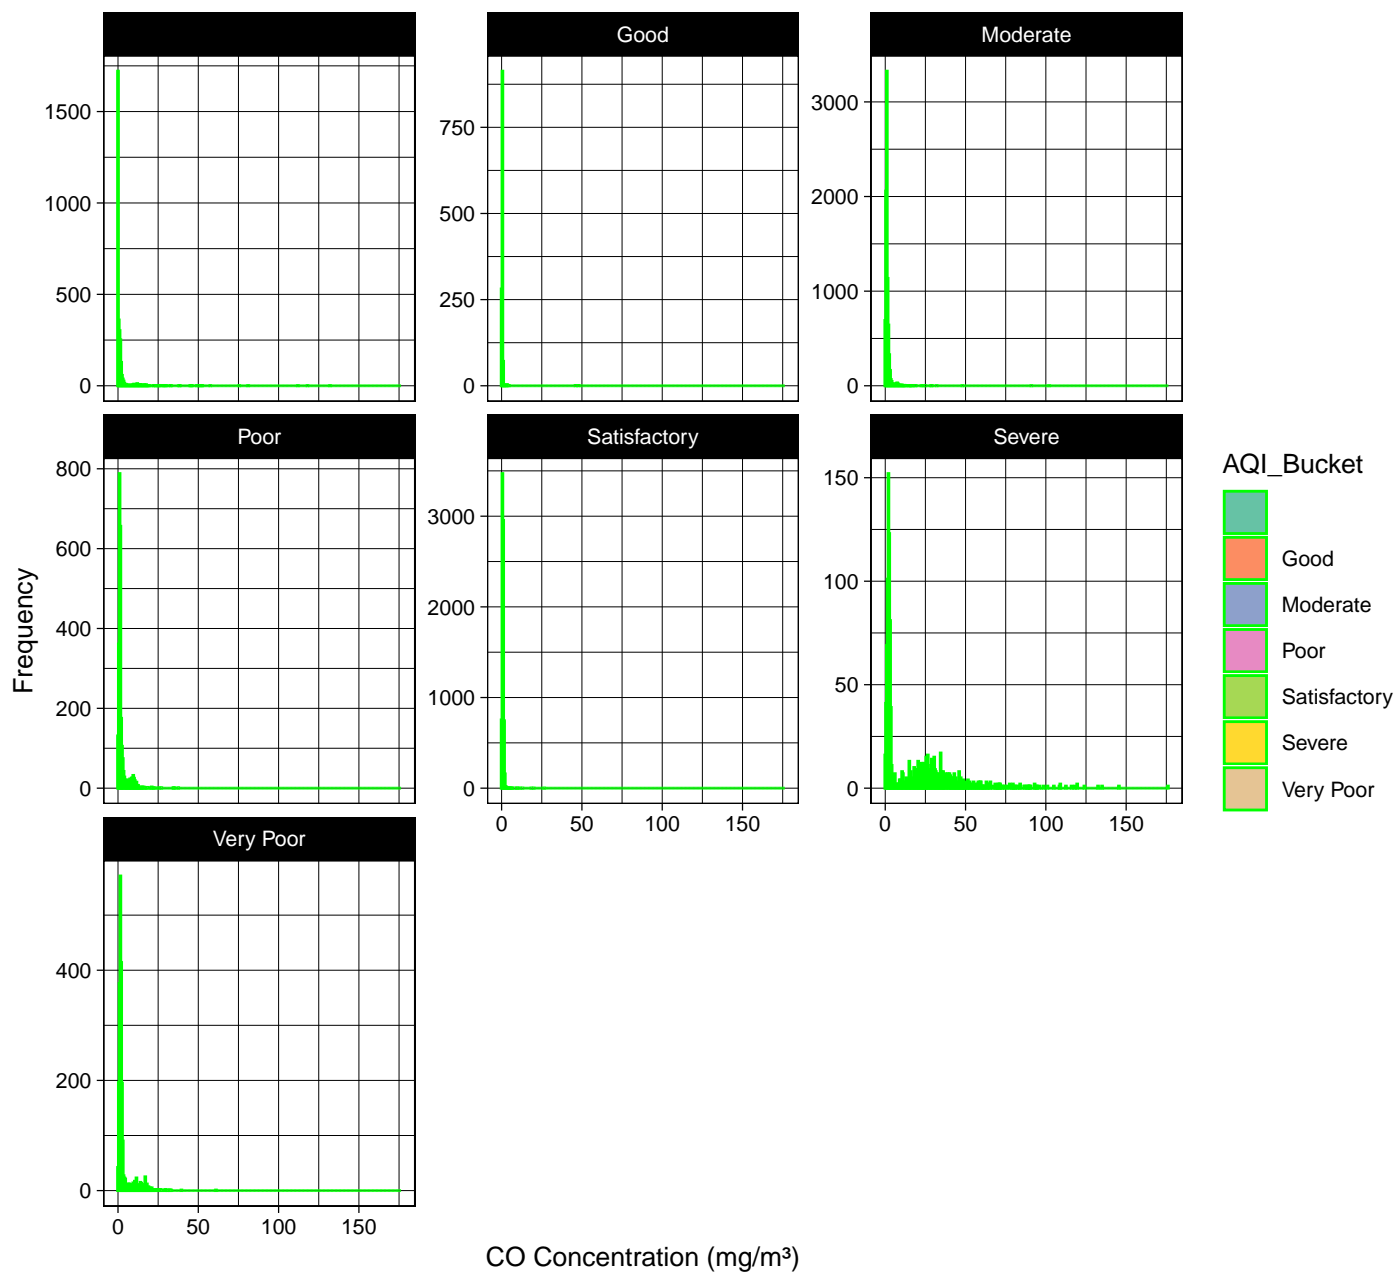 Good
Moderate
1500
1000
500
0
750
500
250
0
3000
2000
1000
0
Poor
Satisfactory
Severe
800
600
400
200
0
3000
2000
1000
0
0 50 100 150
150
100
50
0
0 50 100 150
Very Poor
400
200
0
0 50 100 150
Frequency
CO Concentration (mg/m³)
AQI_Bucket
Good
Moderate
Poor
Satisfactory
Severe
Very Poor